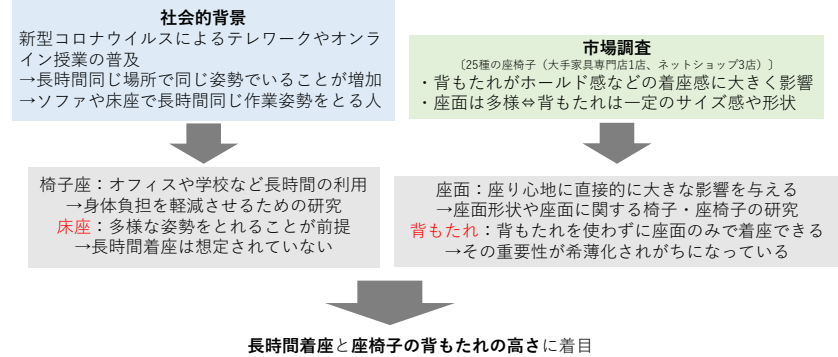 社会的背景
新型コロナウイルスによるテレワークやオンラ
イン授業の普及
→長時間同じ場所で同じ姿勢でいることが増加
→ソファや床座で長時間同じ作業姿勢をとる人
市場調査
〔25種の座椅子（大手家具専門店1店、ネットショップ3店）〕
・背もたれがホールド感などの着座感に大きく影響
・座面は多様⇔背もたれは一定のサイズ感や形状
椅子座：オフィスや学校など長時間の利用
→身体負担を軽減させるための研究
床座：多様な姿勢をとれることが前提
→長時間着座は想定されていない
座面：座り心地に直接的に大きな影響を与える
→座面形状や座面に関する椅子・座椅子の研究
背もたれ：背もたれを使わずに座面のみで着座できる
→その重要性が希薄化されがちになっている
長時間着座と座椅子の背もたれの高さに着目